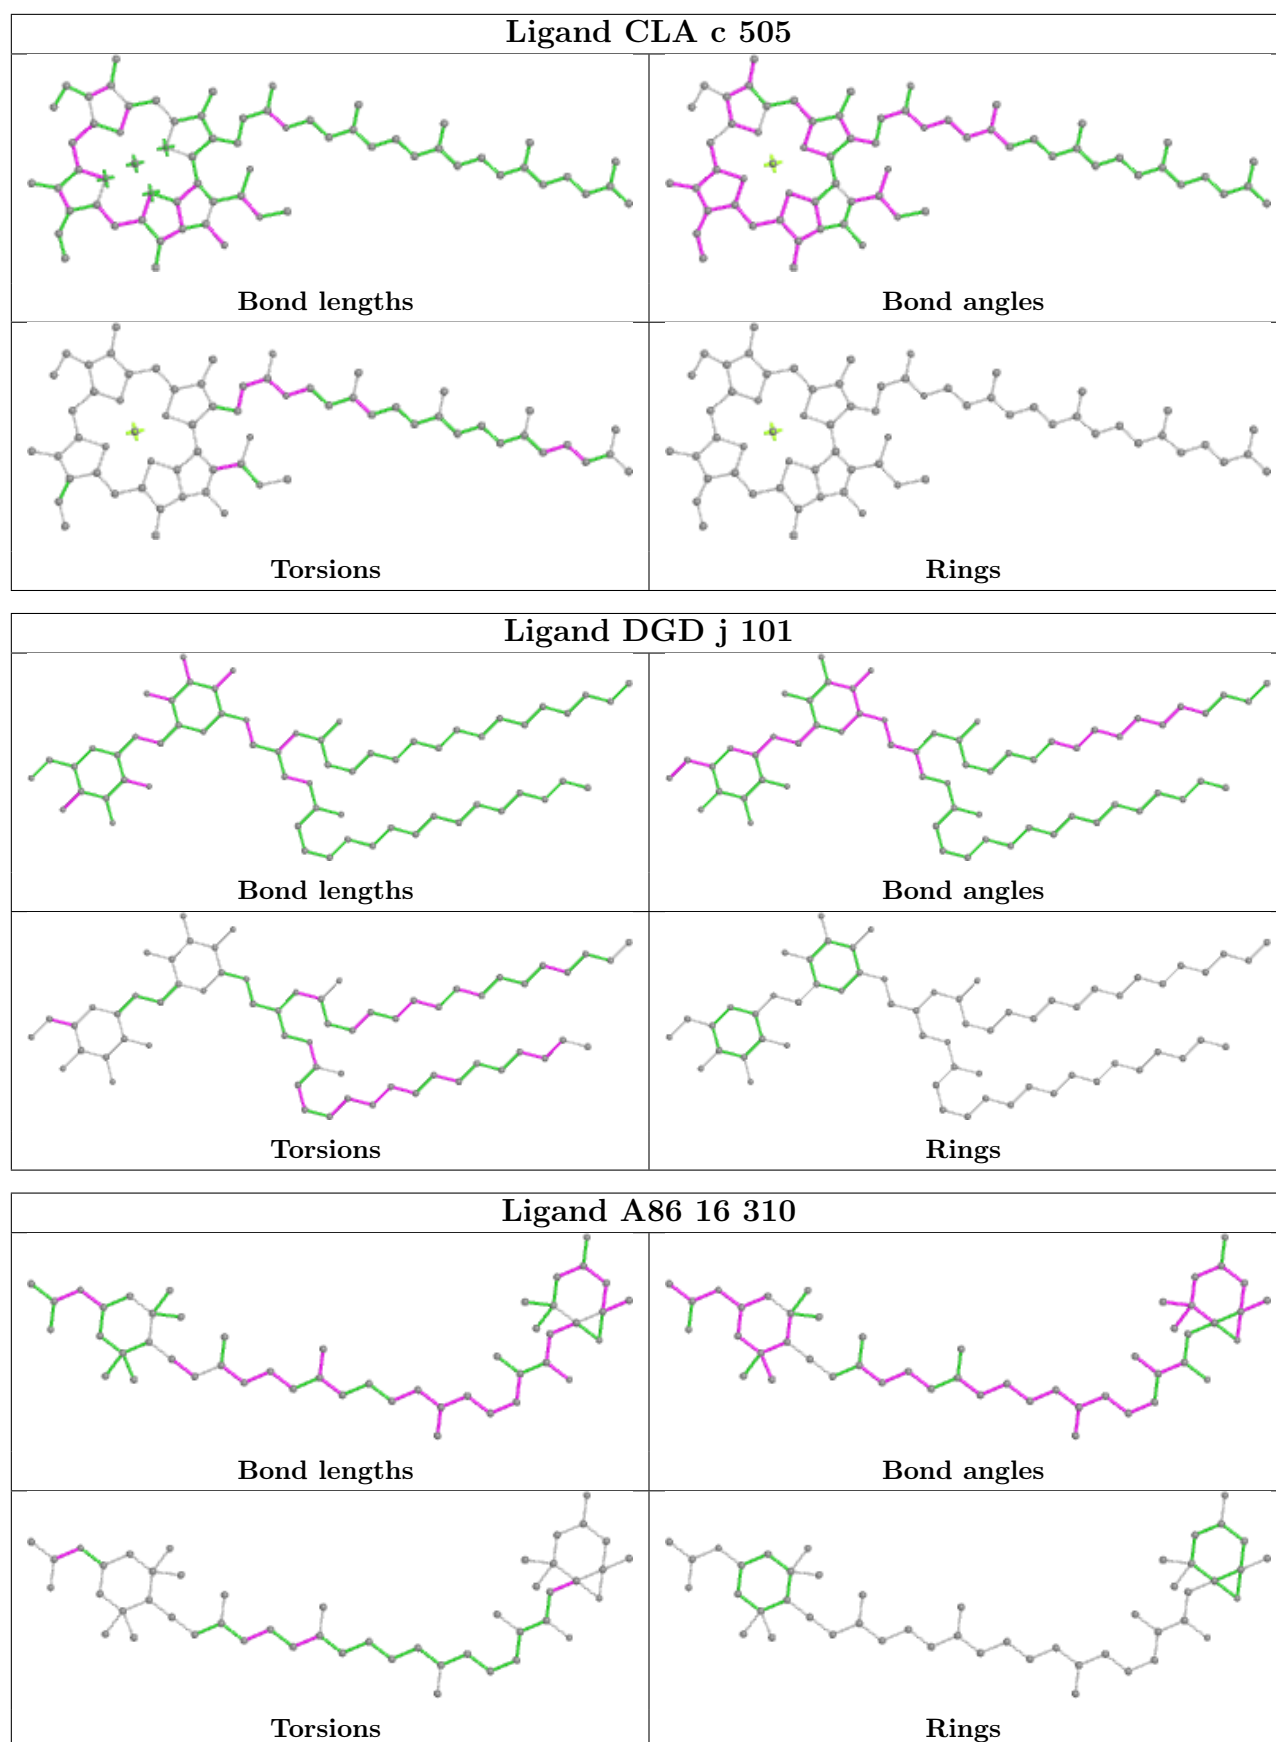 Ligand CLA c 505
Bond lengths
Bond angles
Torsions
Rings
Ligand DGD j 101
Bond lengths
Bond angles
Torsions
Rings
Ligand A86 16 310
Bond lengths
Bond angles
Torsions
Rings